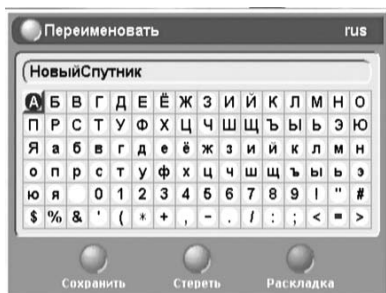 Переименовать rus
НовыйСпутник
А Б В Г Д Е Ё Ж З И Й К Л М Н О
П Р С Т У Ф Х Ц Ч Ш Щ Ъ Ы Ь Э Ю
Я а б в г д е ё ж з и й к л м н
о п р с т у ф х ц ч ш щ ъ ы ь э
ю я 0 1 2 3 4 5 6 7 8 9 ! " #
$ % & ' ( * + , - . / : ; < = >
Сохранить Стереть Раскладка